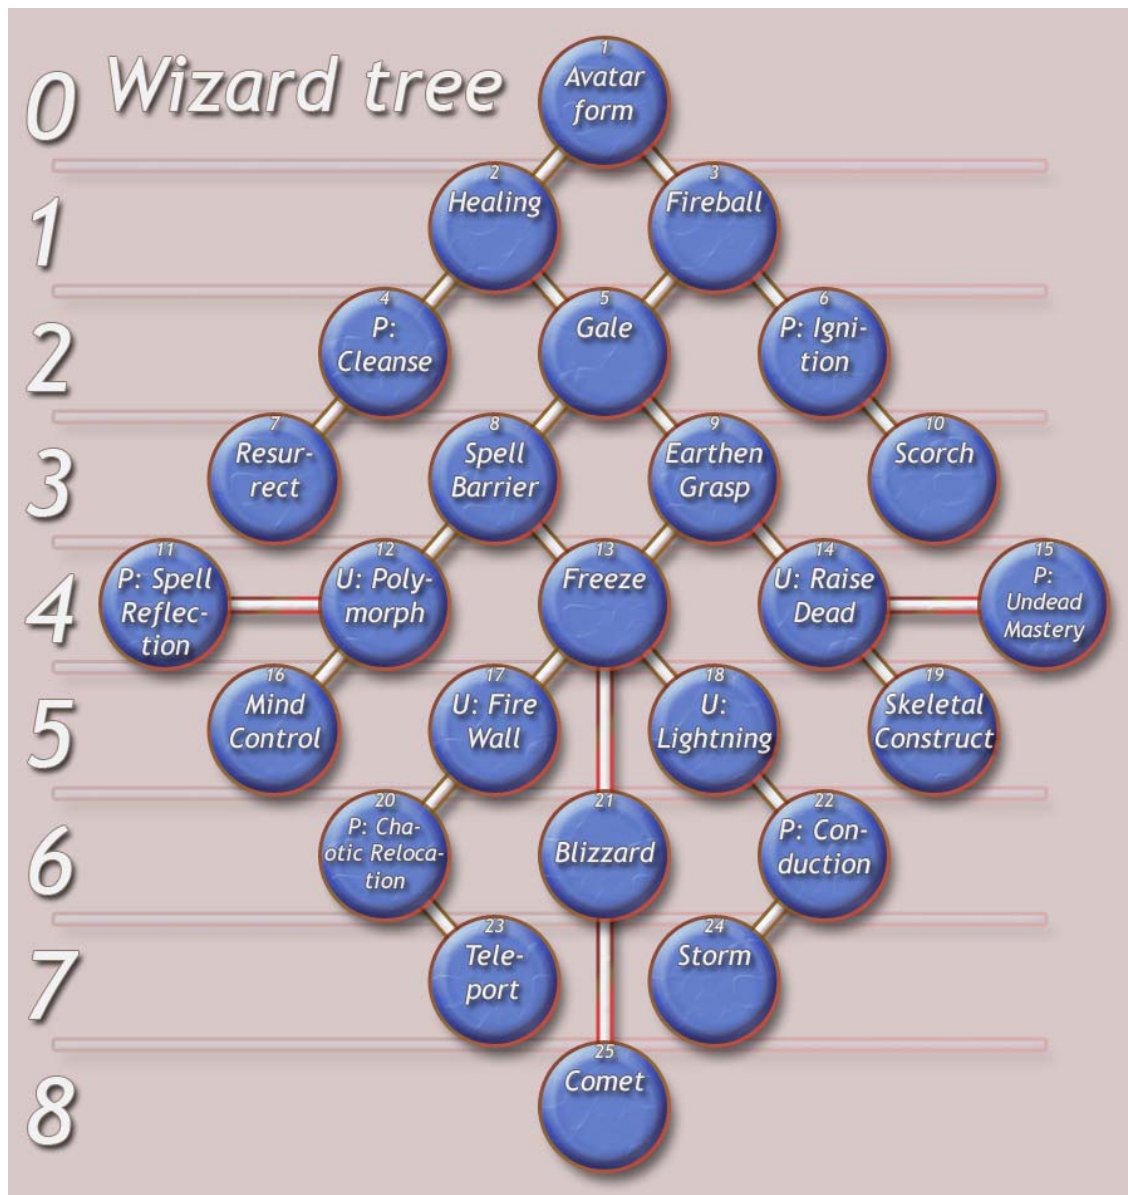 0
Wizard tree
1
Avatar
form
1
2
Healing
3
Fireball
2
4
P:
Cleanse
5
Gale
6
P: Igni-
tion
3
7
Resur-
rect
8
Spell
Barrier
9
Earthen
Grasp
10
Scorch
4
11
P: Spell
Reflec-
tion
12
U: Poly-
morph
13
Freeze
14
U: Raise
Dead
15
P:
Undead
Mastery
5
16
Mind
Control
17
U: Fire
Wall
18
U:
Lightning
19
Skeletal
Construct
6
20
P: Cha-
otic Reloca-
tion
21
Blizzard
22
P: Con-
duction
7
23
Tele-
port
24
Storm
8
25
Comet